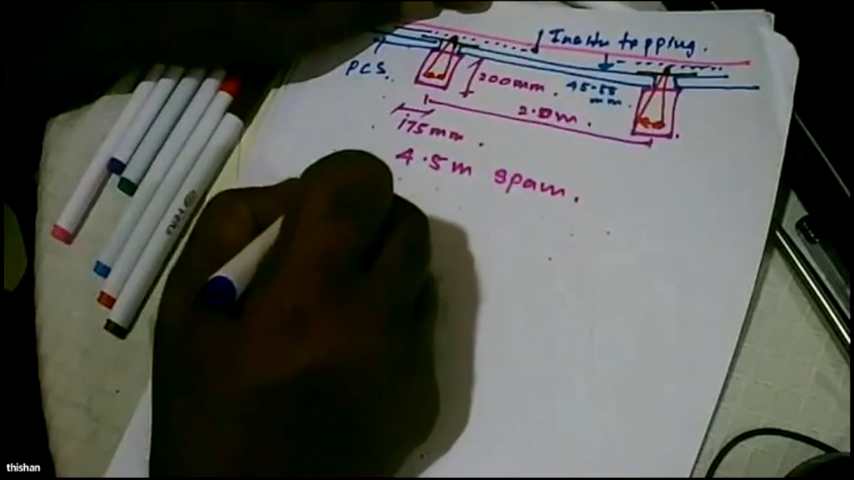 Insitu topping.
PCS.
200mm.
45-55
mm.
2.0m.
175mm.
4.5m span.
thishan